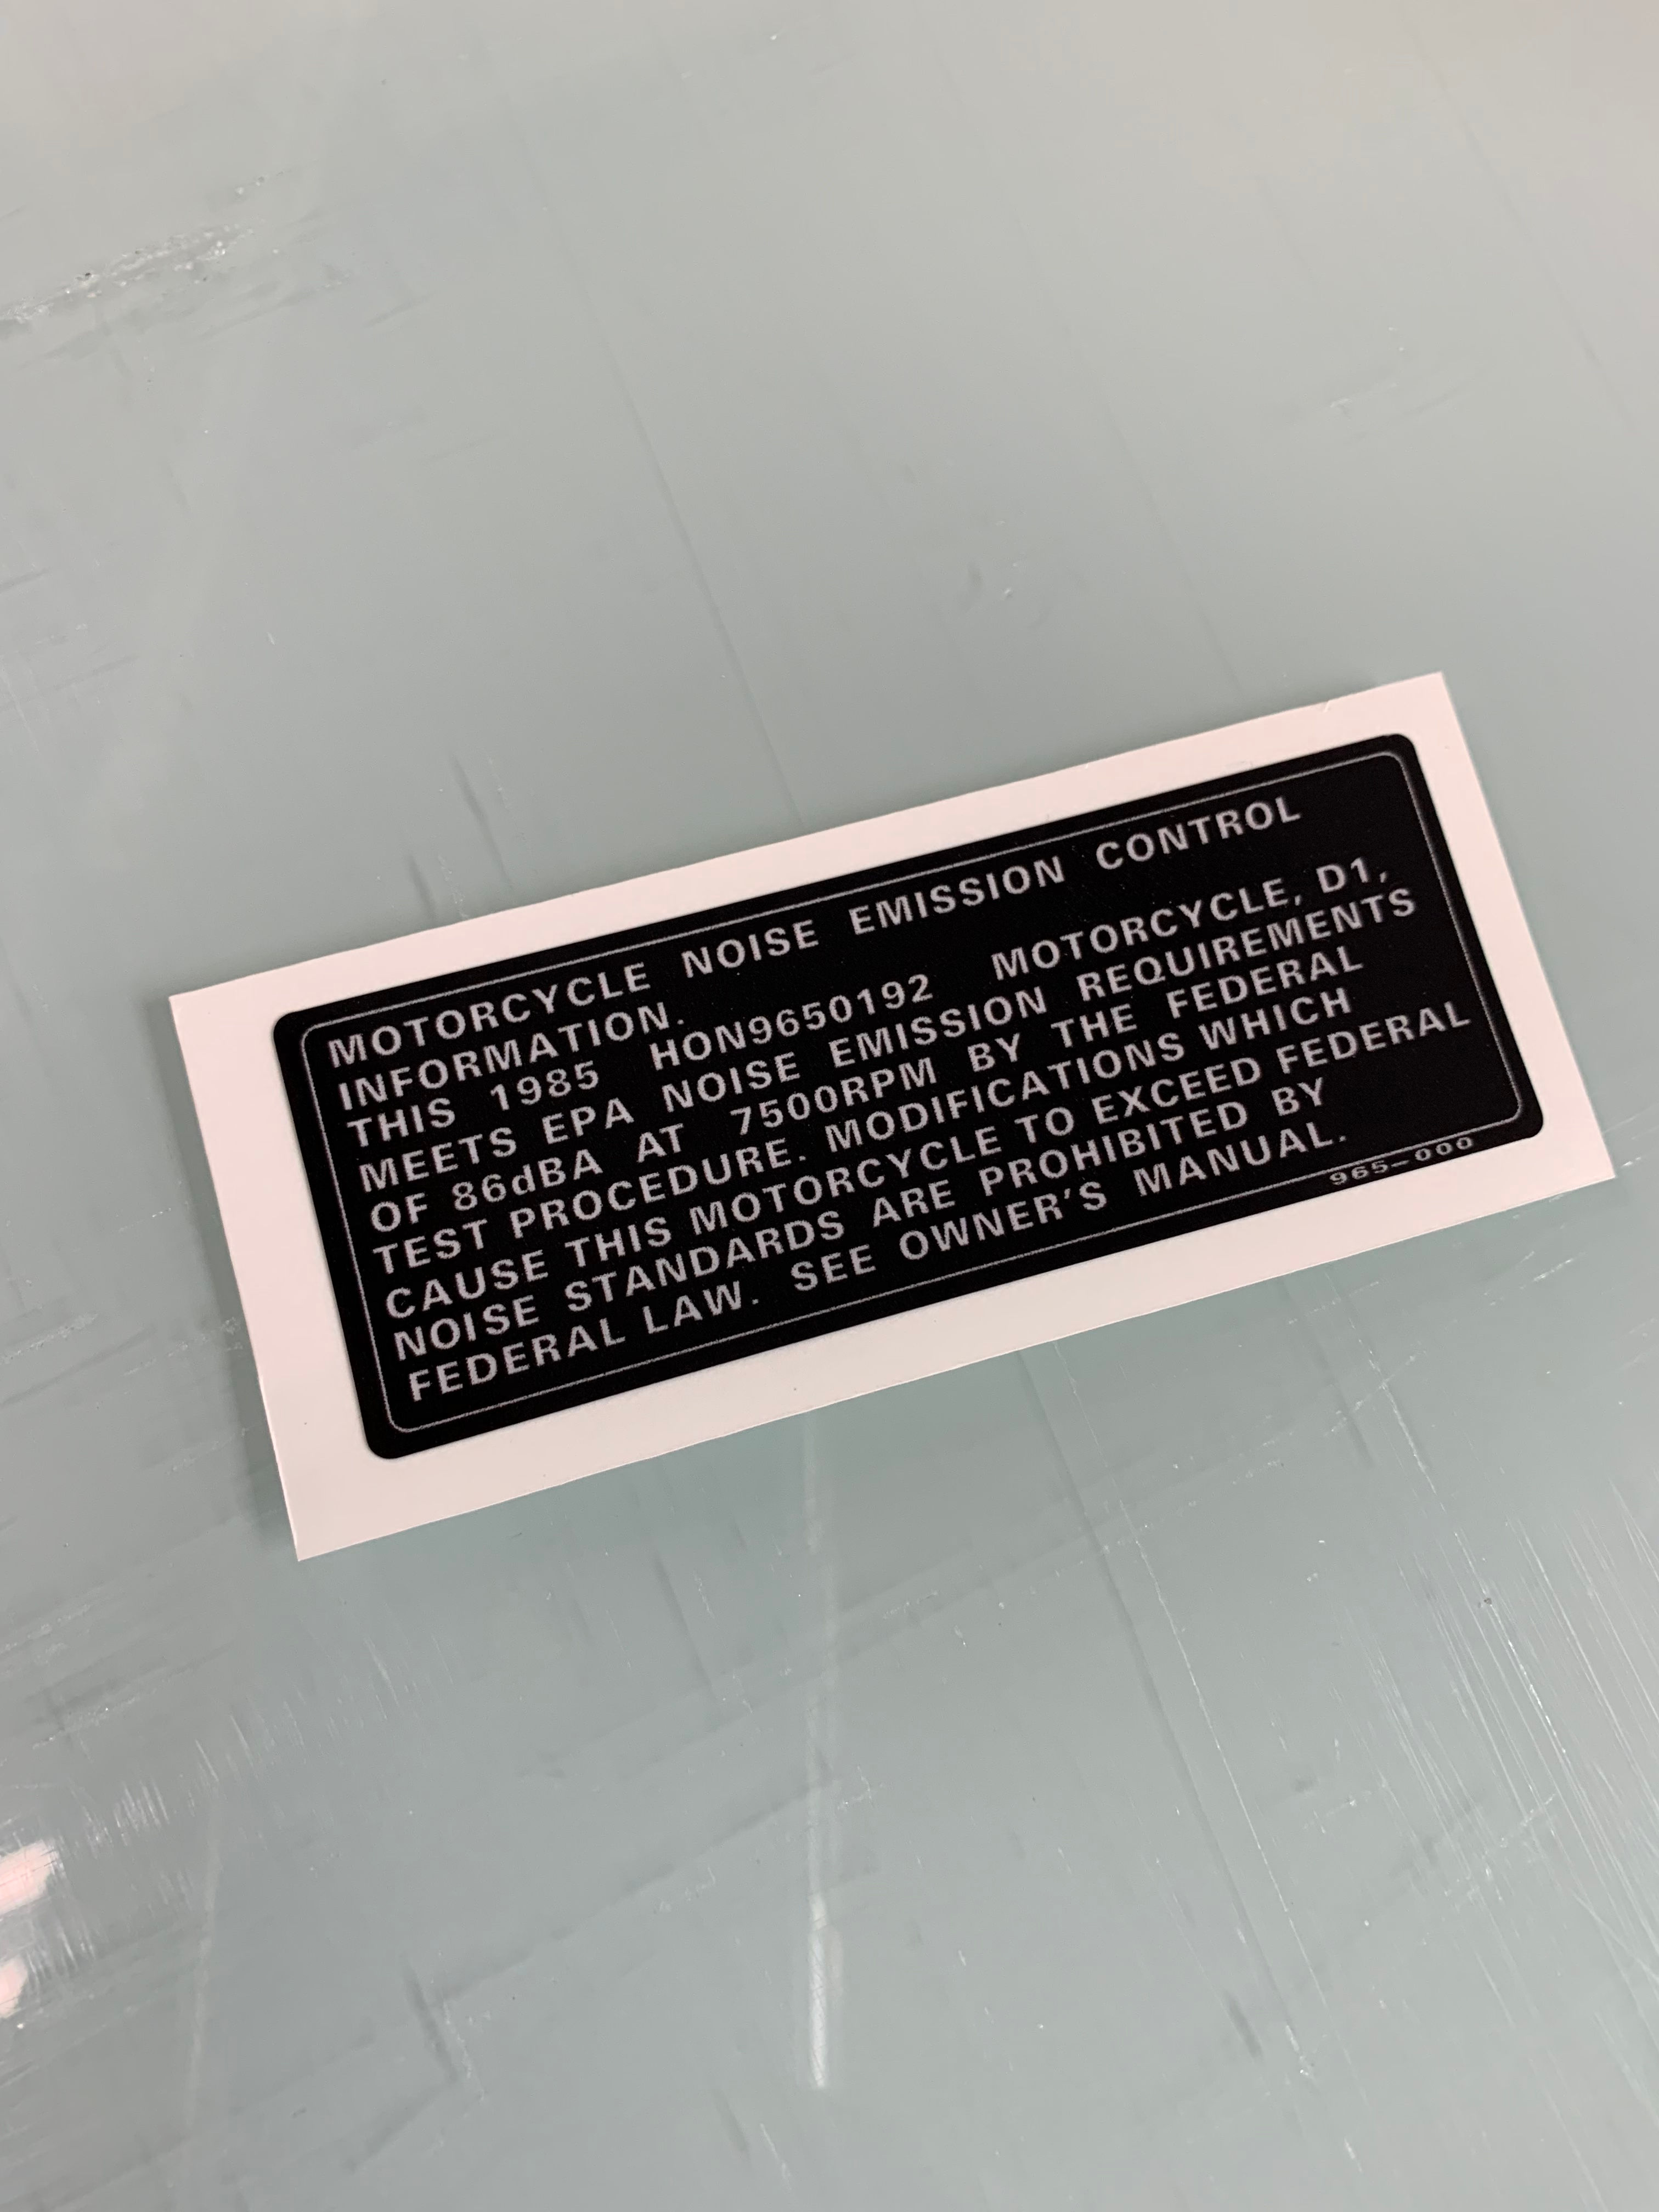 MOTORCYCLE NOISE EMISSION CONTROL
INFORMATION.
THIS 1985 HON9650192 MOTORCYCLE, D1,
MEETS EPA NOISE EMISSION REQUIREMENTS
OF 86dBA AT 7500RPM BY THE FEDERAL
TEST PROCEDURE. MODIFICATIONS WHICH
CAUSE THIS MOTORCYCLE TO EXCEED FEDERAL
NOISE STANDARDS ARE PROHIBITED BY
FEDERAL LAW. SEE OWNER'S MANUAL.
965-000